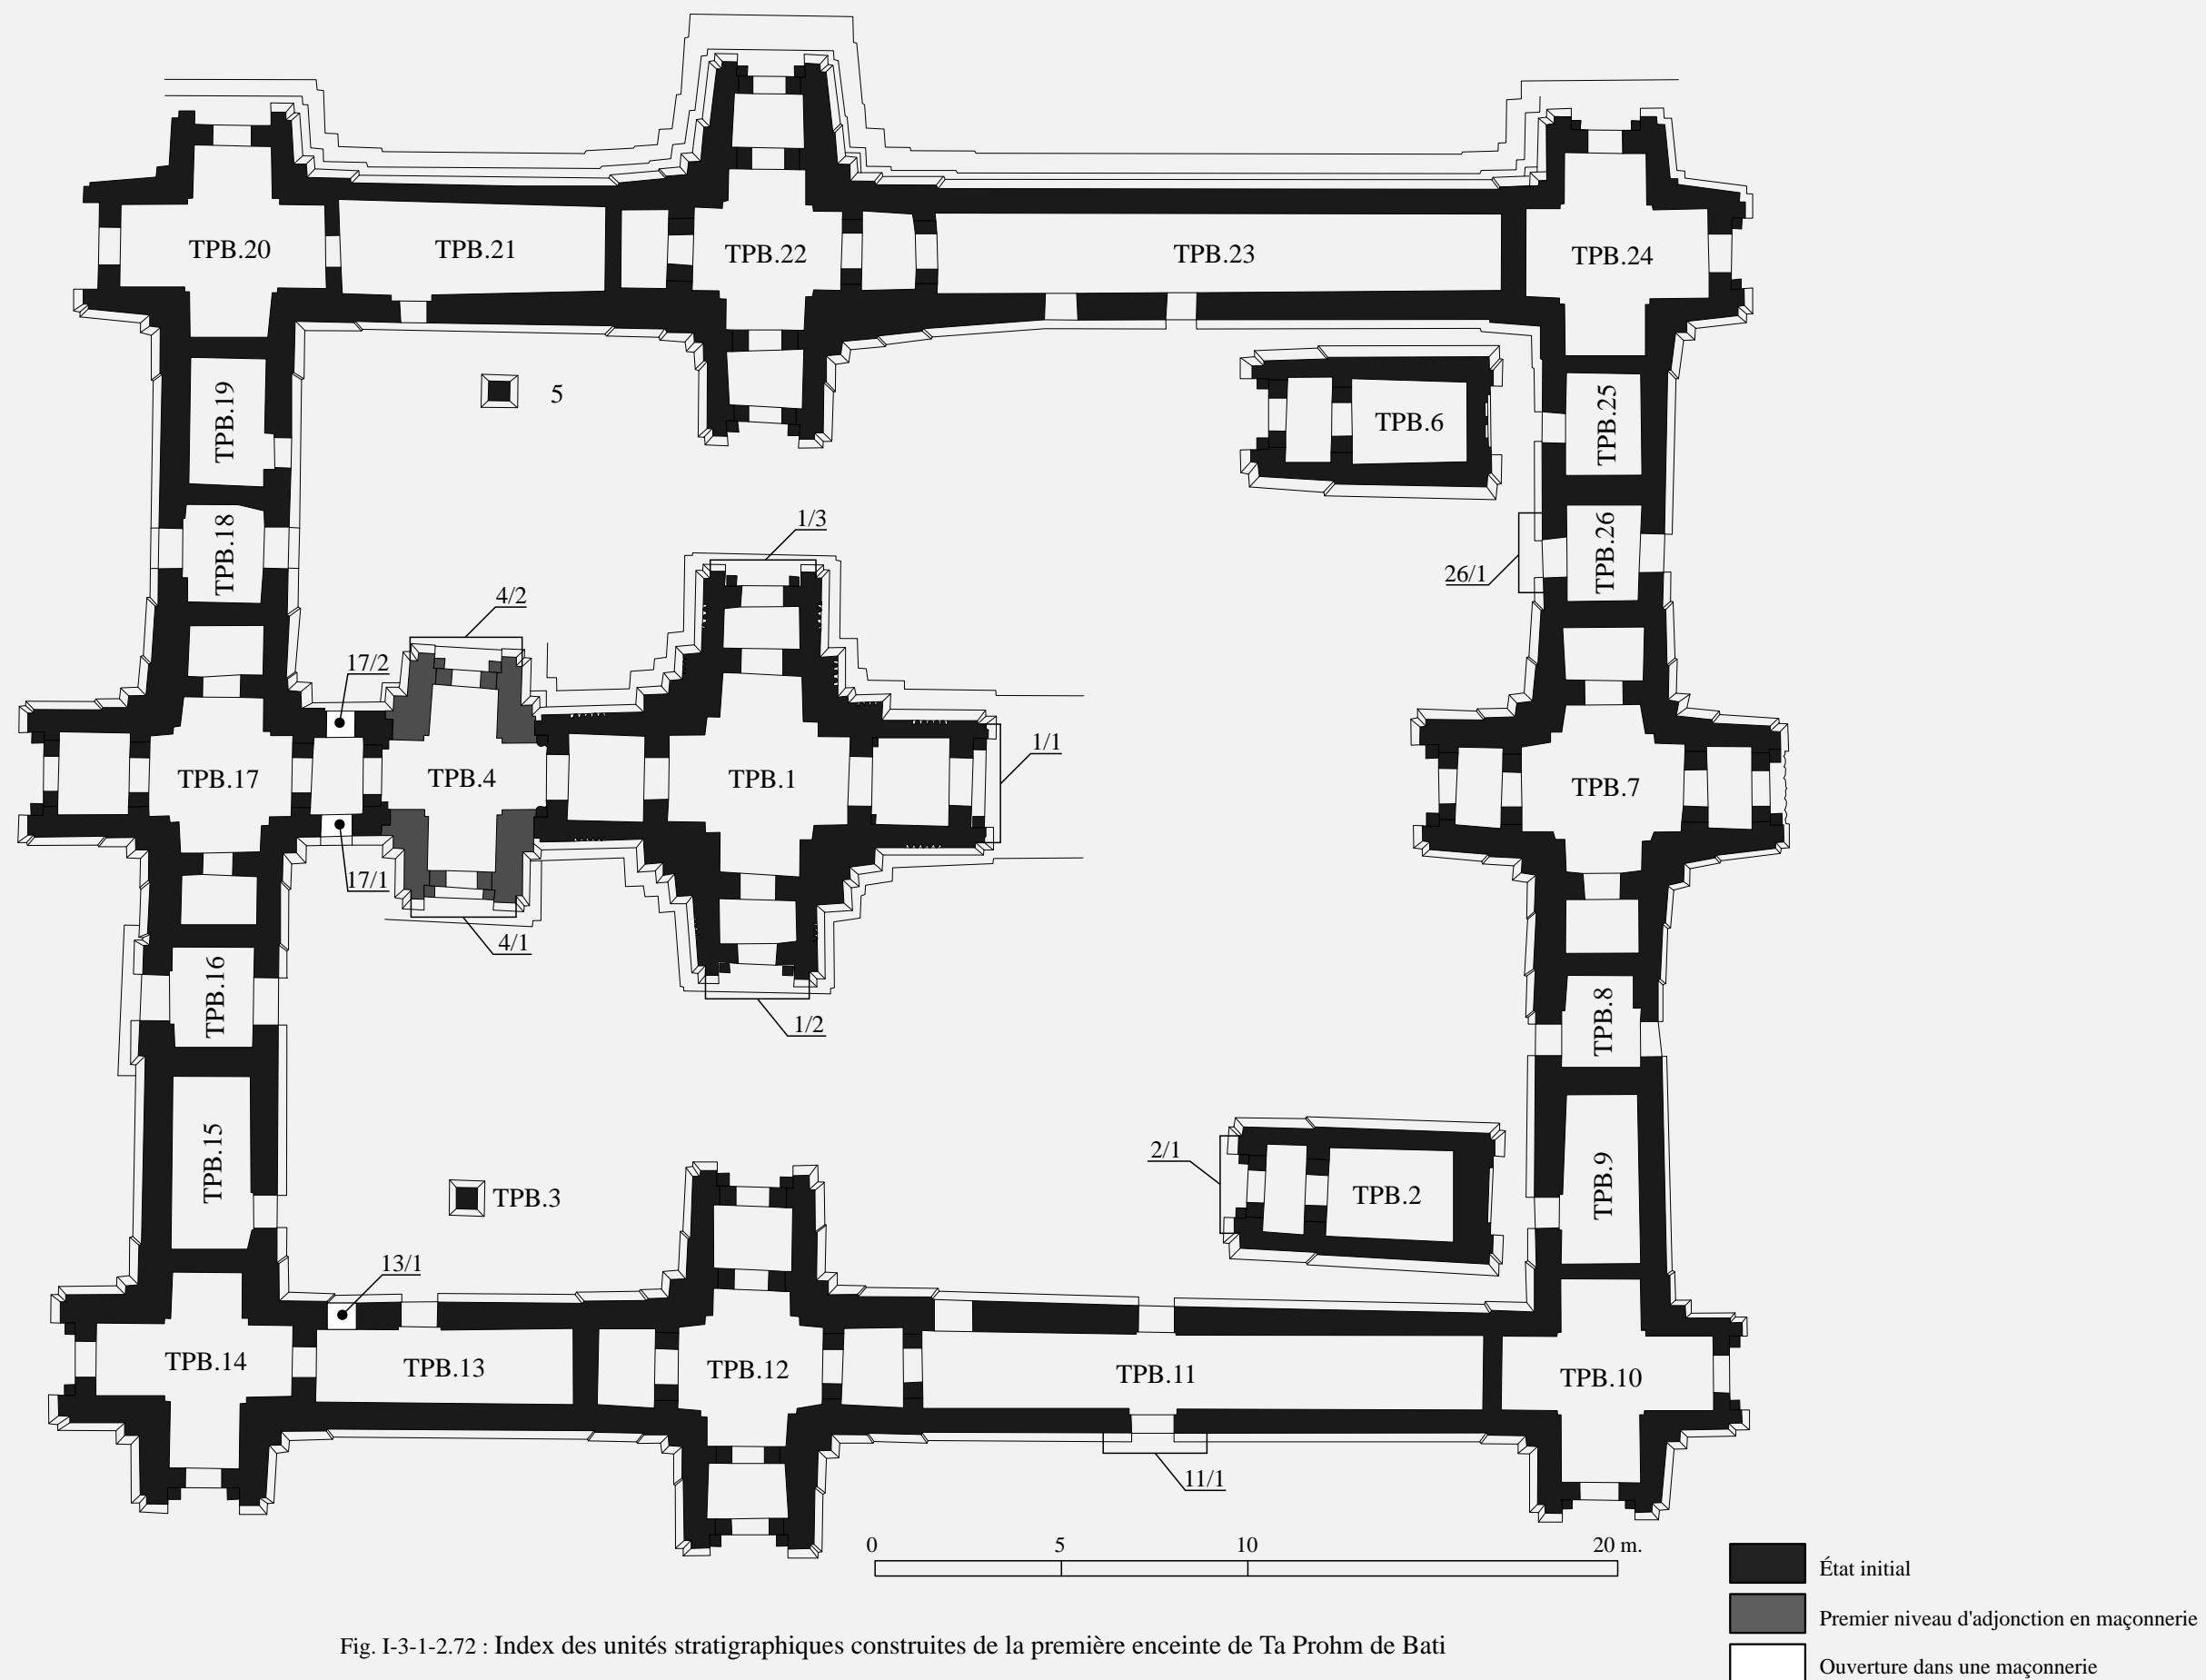 TPB.20
TPB.21
TPB.22
TPB.23
TPB.24
TPB.19
5
TPB.6
TPB.25
TPB.18
1/3
TPB.26
26/1
4/2
17/2
TPB.17
TPB.4
TPB.1
1/1
TPB.7
17/1
4/1
TPB.16
1/2
TPB.8
TPB.15
TPB.3
2/1
TPB.2
TPB.9
13/1
TPB.14
TPB.13
TPB.12
TPB.11
TPB.10
11/1
0 5 10 20 m.
État initial
Premier niveau d'adjonction en maçonnerie
Ouverture dans une maçonnerie
Fig. I-3-1-2.72 : Index des unités stratigraphiques construites de la première enceinte de Ta Prohm de Bati